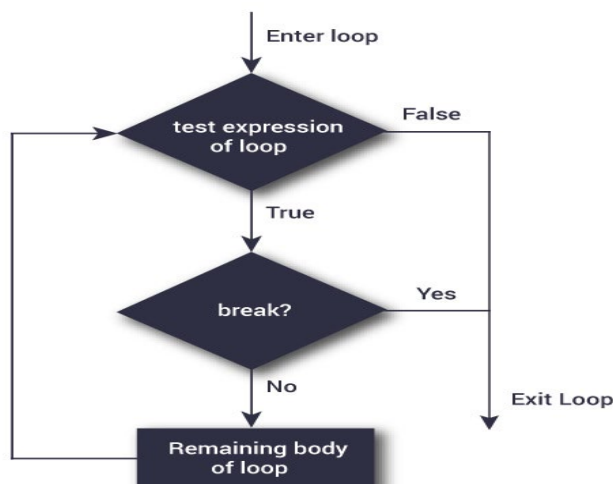 Enter loop
test expression
of loop
False
True
break?
Yes
No
Exit Loop
Remaining body
of loop